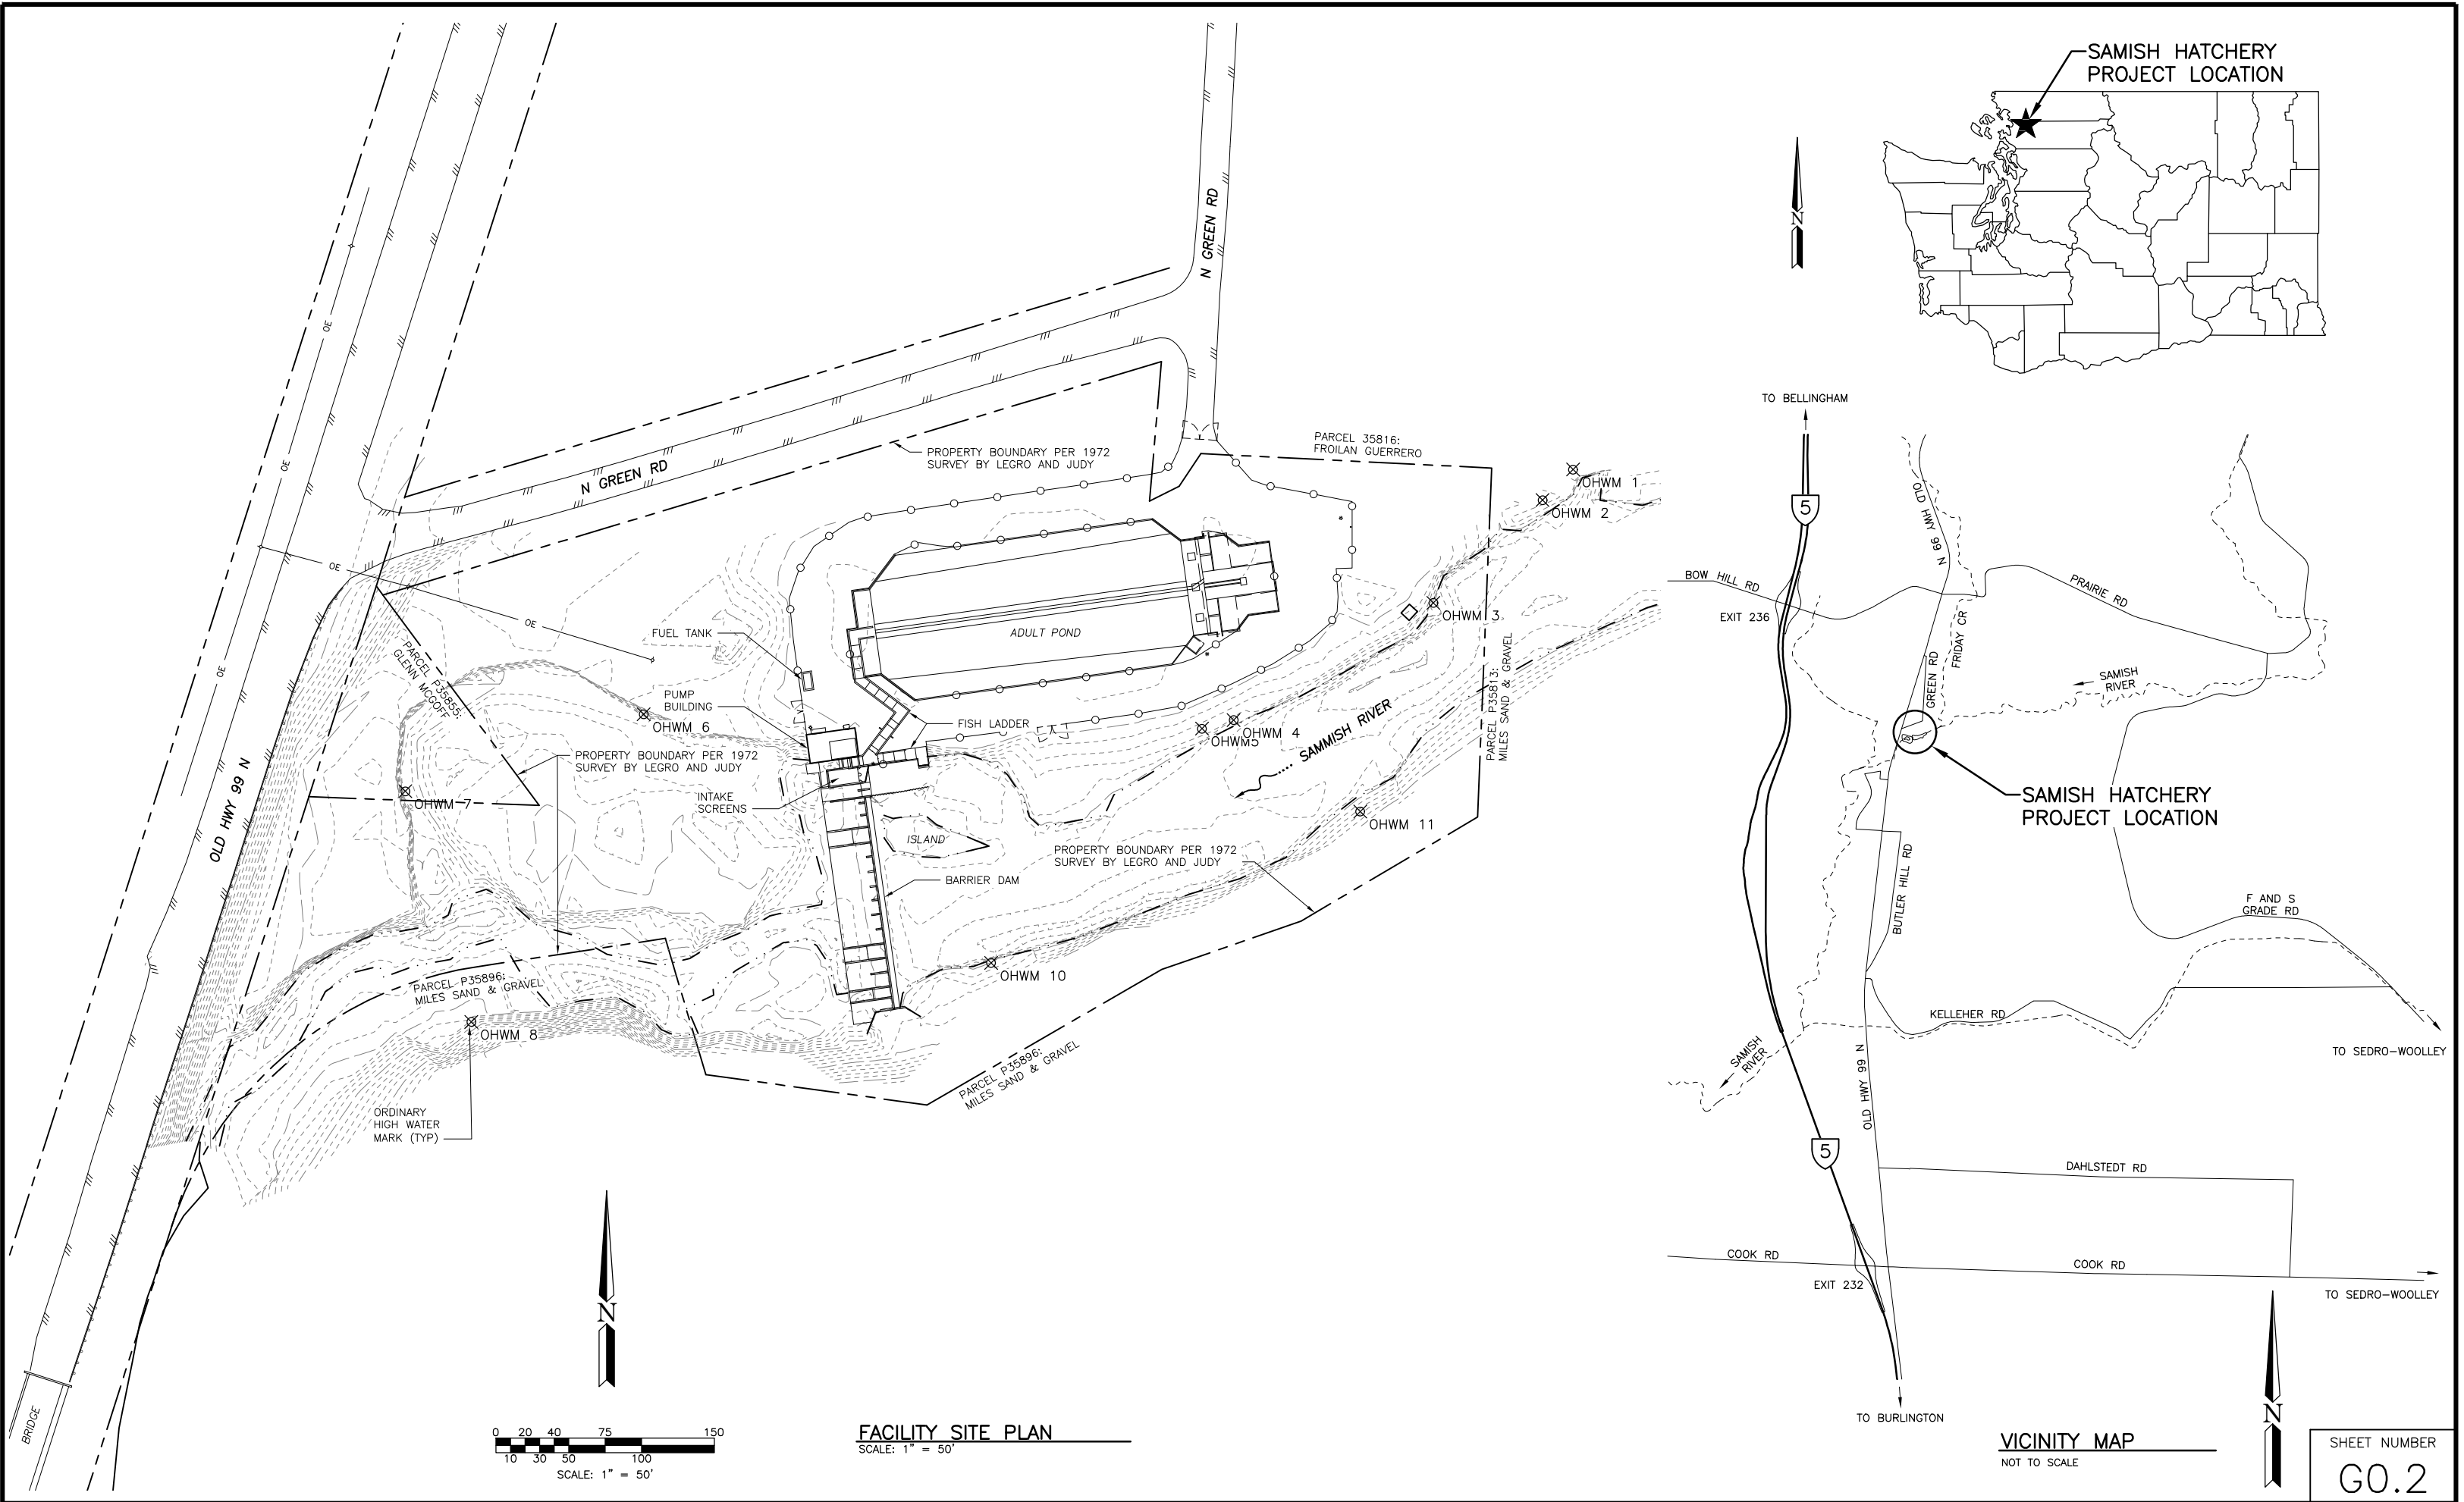 SAMISH HATCHERY
PROJECT LOCATION
N
N GREEN RD
OE
OE
OE
OE
PROPERTY BOUNDARY PER 1972
SURVEY BY LEGRO AND JUDY
N GREEN RD
PARCEL 35816:
FROILAN GUERRERO
OHWM 1
OHWM 2
OHWM 3
FUEL TANK
ADULT POND
PARCEL P35855:
GLENN MCGOFF
PUMP
BUILDING
OHWM 6
FISH LADDER
OHWM5
OHWM 4
SAMMISH RIVER
PARCEL P35813:
MILES SAND & GRAVEL
PROPERTY BOUNDARY PER 1972
SURVEY BY LEGRO AND JUDY
OHWM 7
INTAKE
SCREENS
OLD HWY 99 N
ISLAND
OHWM 11
PROPERTY BOUNDARY PER 1972
SURVEY BY LEGRO AND JUDY
BARRIER DAM
OHWM 10
PARCEL P35896:
MILES SAND & GRAVEL
OHWM 8
PARCEL P35896:
MILES SAND & GRAVEL
ORDINARY
HIGH WATER
MARK (TYP)
N
BRIDGE
0 20 40 75 150
10 30 50 100
SCALE: 1" = 50'
FACILITY SITE PLAN
SCALE: 1" = 50'
TO BELLINGHAM
5
OLD HWY 99 N
BOW HILL RD
PRAIRIE RD
EXIT 236
FRIDAY CR
GREEN RD
SAMISH
RIVER
SAMISH HATCHERY
PROJECT LOCATION
BUTLER HILL RD
F AND S
GRADE RD
KELLEHER RD
TO SEDRO-WOOLLEY
SAMISH
RIVER
OLD HWY 99 N
5
DAHLSTEDT RD
COOK RD
COOK RD
EXIT 232
TO SEDRO-WOOLLEY
TO BURLINGTON
N
VICINITY MAP
NOT TO SCALE
SHEET NUMBER
G0.2